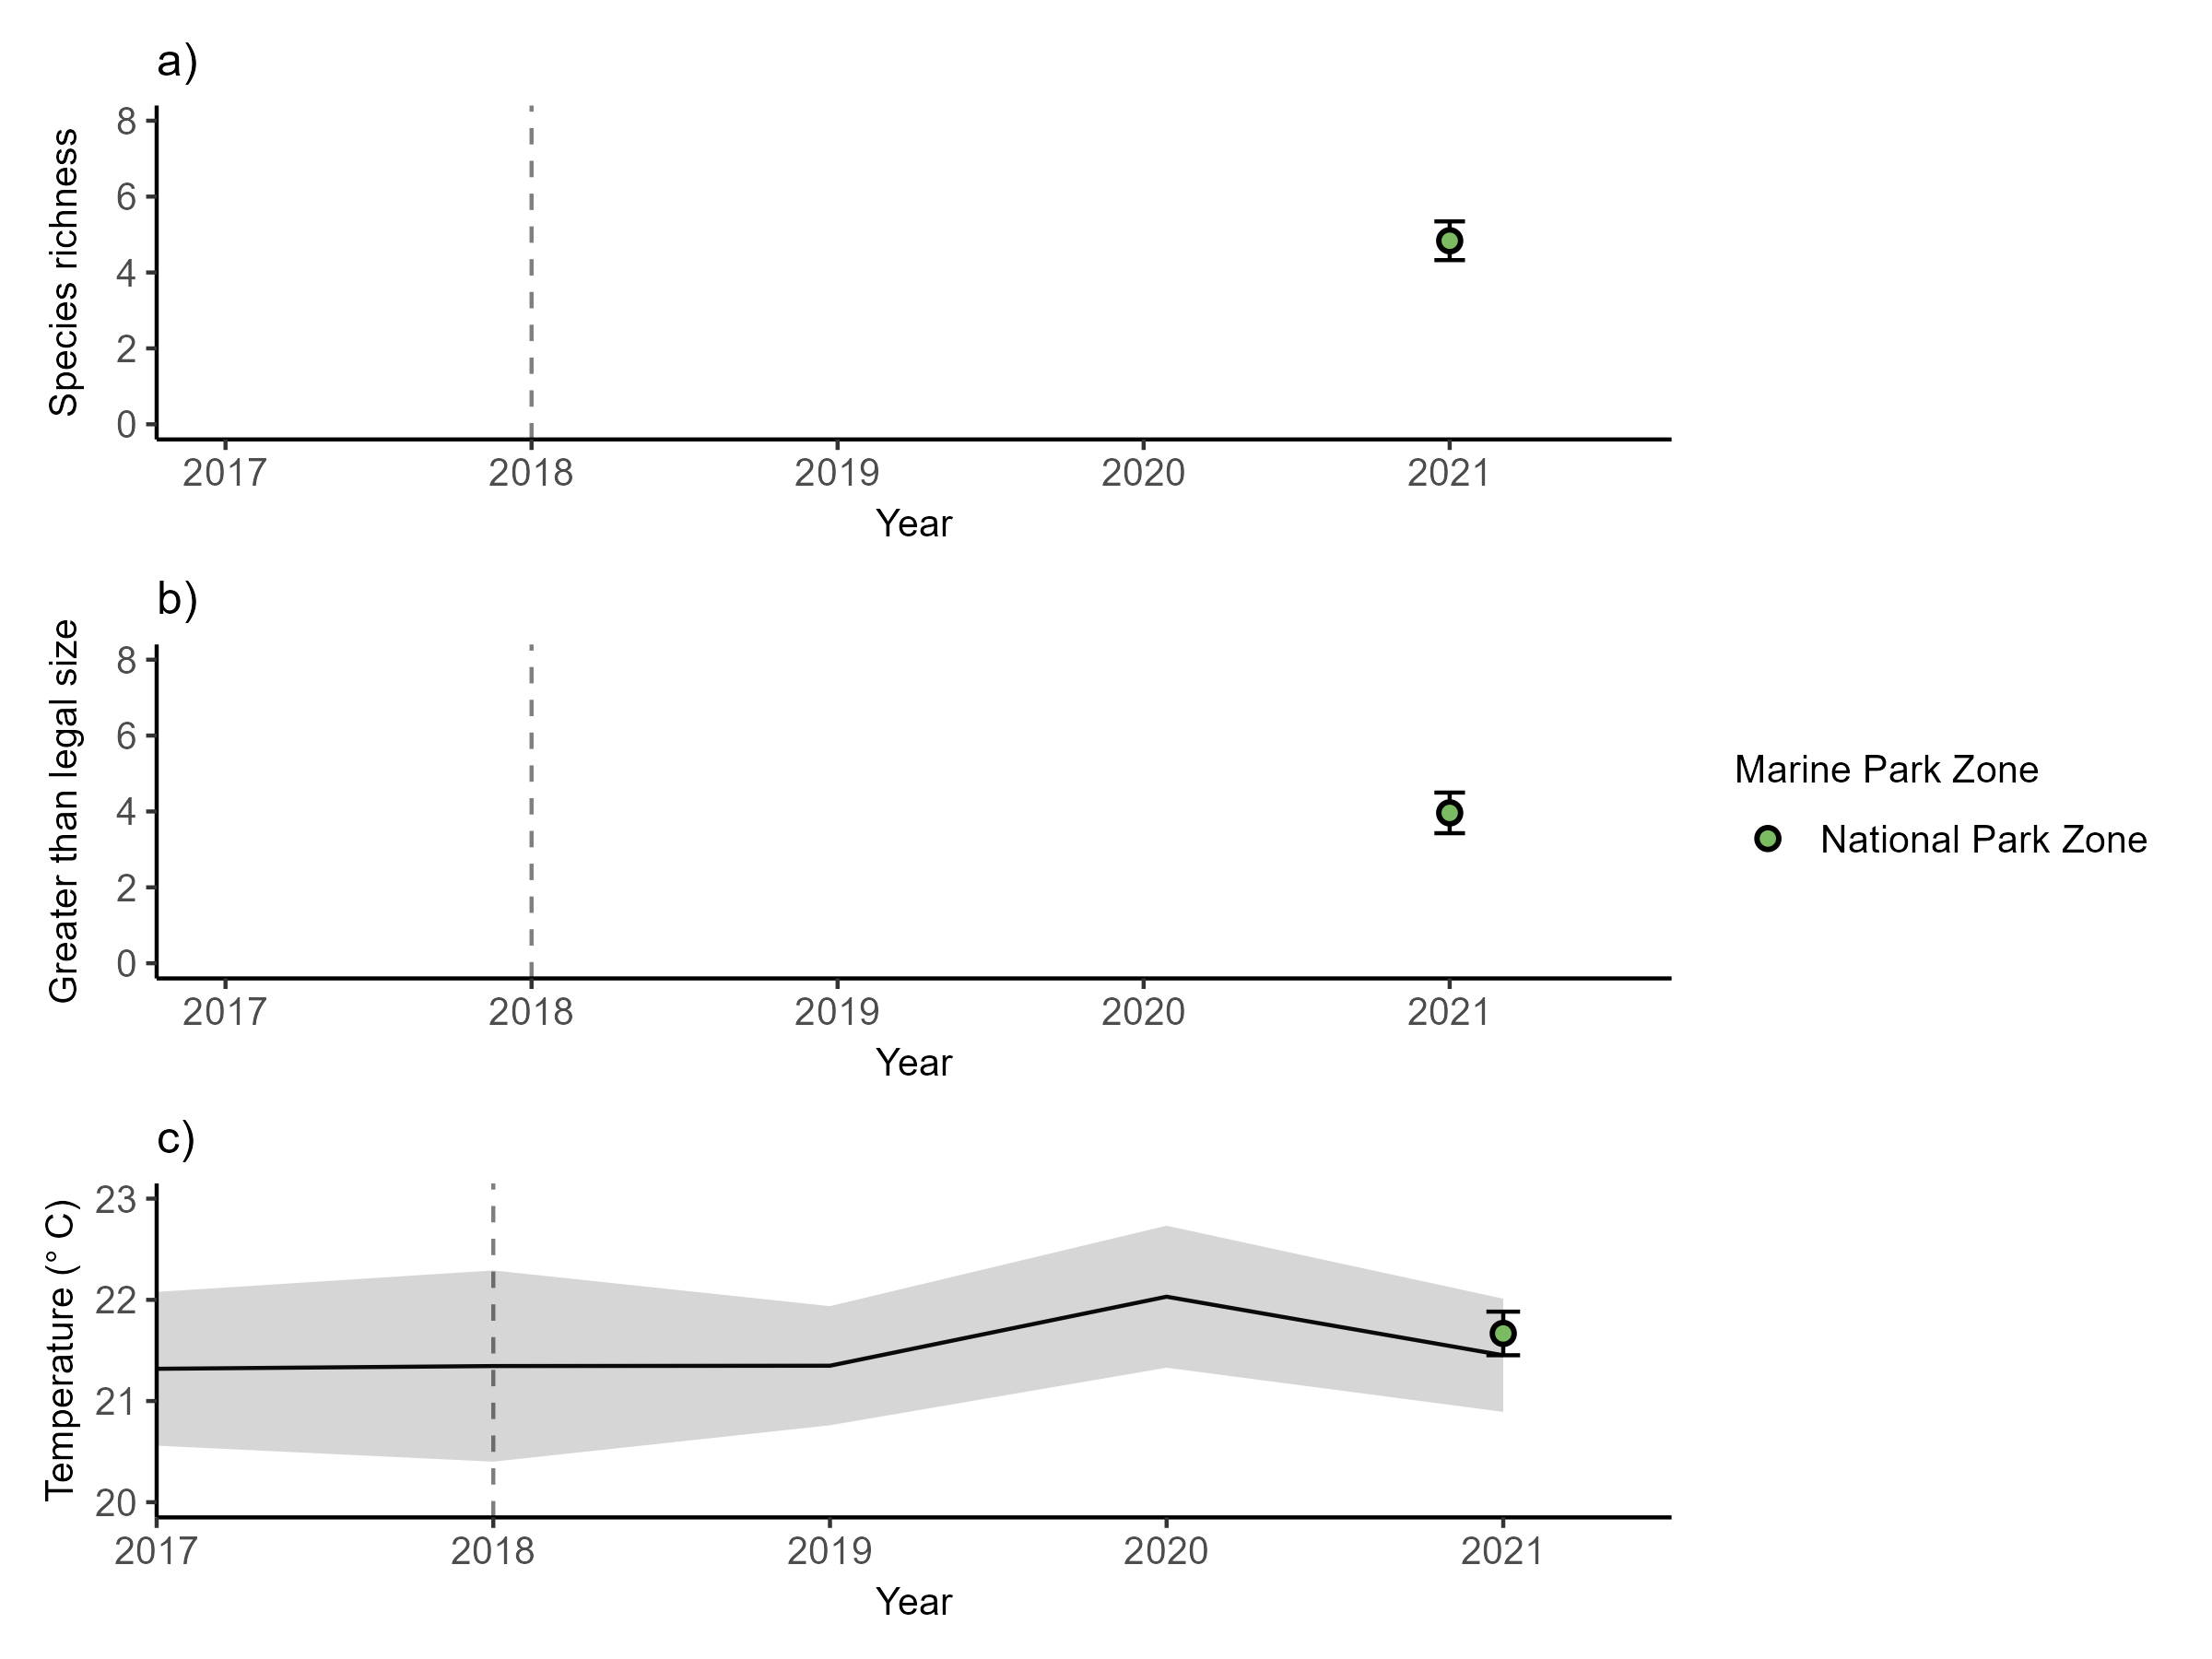 a)
Species richness
8
6
4
2
0
2017 2018 2019 2020 2021
Year
b)
Greater than legal size
8
6
4
2
0
2017 2018 2019 2020 2021
Year
Marine Park Zone
National Park Zone
c)
Temperature (° C)
23
22
21
20
2017 2018 2019 2020 2021
Year